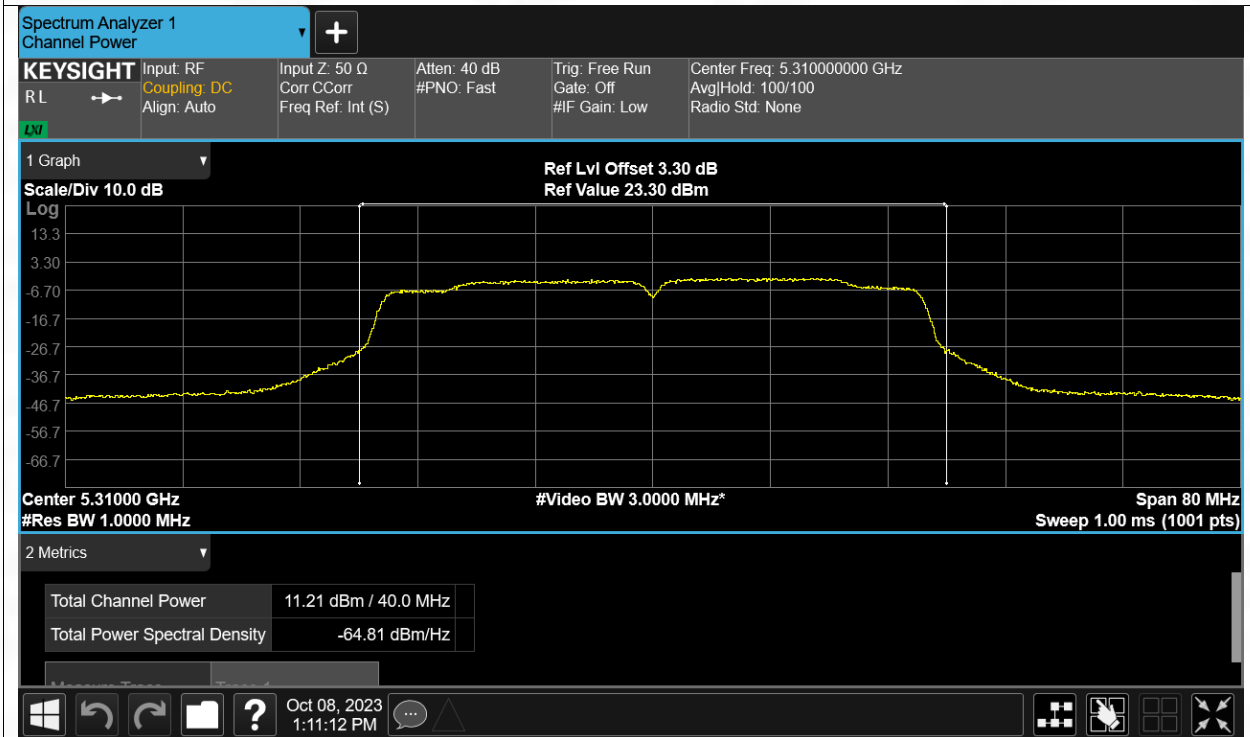 Spectrum Analyzer 1
Channel Power
KEYSIGHT Input: RF Input Z: 50 Ω Atten: 40 dB Trig: Free Run Center Freq: 5.310000000 GHz
R L Coupling: DC Corr CCorr #PNO: Fast Gate: Off Avg|Hold: 100/100
Align: Auto Freq Ref: Int (S) #IF Gain: Low Radio Std: None
LXI
1 Graph Ref Lvl Offset 3.30 dB
Scale/Div 10.0 dB Ref Value 23.30 dBm
Log
13.3
3.30
-6.70
-16.7
-26.7
-36.7
-46.7
-56.7
-66.7
Center 5.31000 GHz #Video BW 3.0000 MHz* Span 80 MHz
#Res BW 1.0000 MHz Sweep 1.00 ms (1001 pts)
2 Metrics
Total Channel Power 11.21 dBm / 40.0 MHz
Total Power Spectral Density -64.81 dBm/Hz
Oct 08, 2023
1:11:12 PM